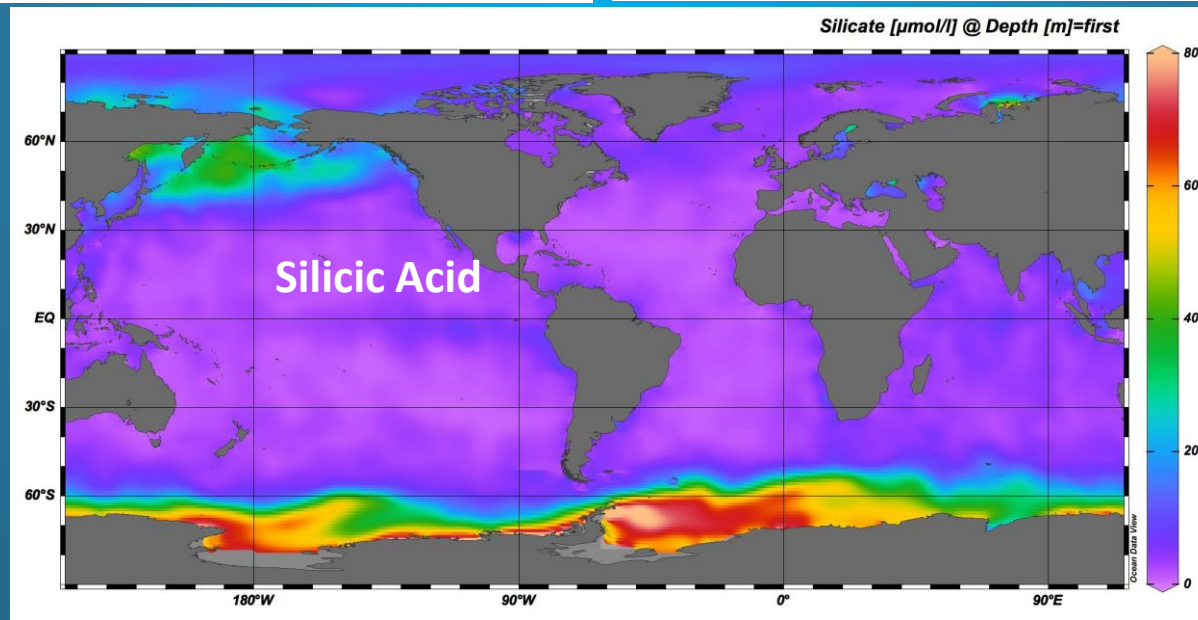 Silicate [µmol/l] @ Depth [m]=first
80
60°N
60
30°N
Silicic Acid
EQ
40
30°S
20
60°S
Ocean Data View
0
180°W
90°W
0°
90°E